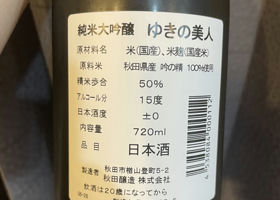 純米大吟醸 ゆきの美人
原材料名 米(国産)、米麹(国産米)
原料米 秋田県産 吟の精 100%使用
精米歩合 50%
アルコール分 15度
日本酒度 ±0
内容量 720ml
品目 日本酒
製造者 秋田市楢山登町5-2
秋田醸造 株式会社
飲酒は20歳になってから